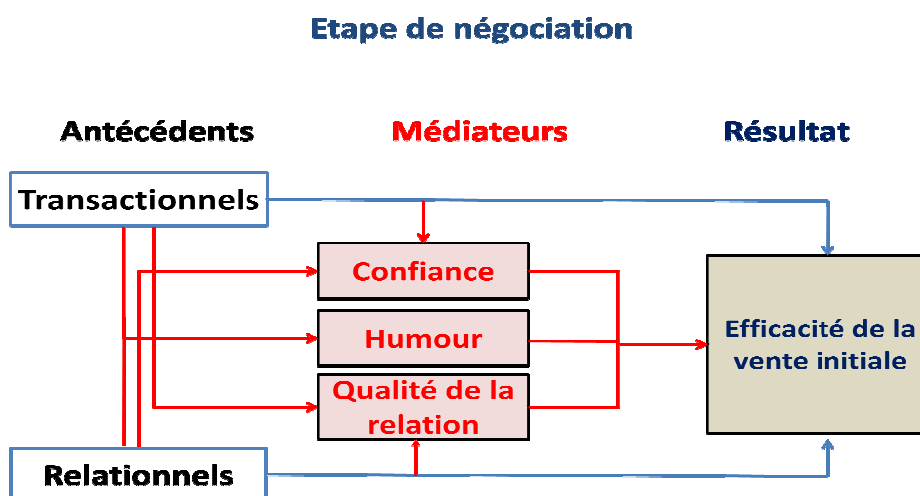 Etape de négociation
Antécédents
Médiateurs
Résultat
Transactionnels
Confiance
Humour
Qualité de la
relation
Efficacité de la
vente initiale
Relationnels